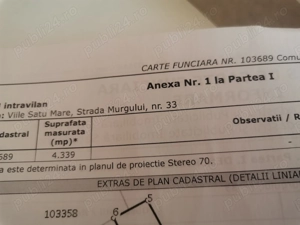 CARTE FUNCIARA NR. 103689 Comu
Anexa Nr. 1 la Partea I
intravilan
Viile Satu Mare, Strada Murgului, nr. 33
dastral
Suprafata
masurata
(mp)*
Observatii / R
689
4.339
a este determinata in planul de proiectie Stereo 70.
EXTRAS DE PLAN CADASTRAL (DETALII LINIAR
103358
6
5